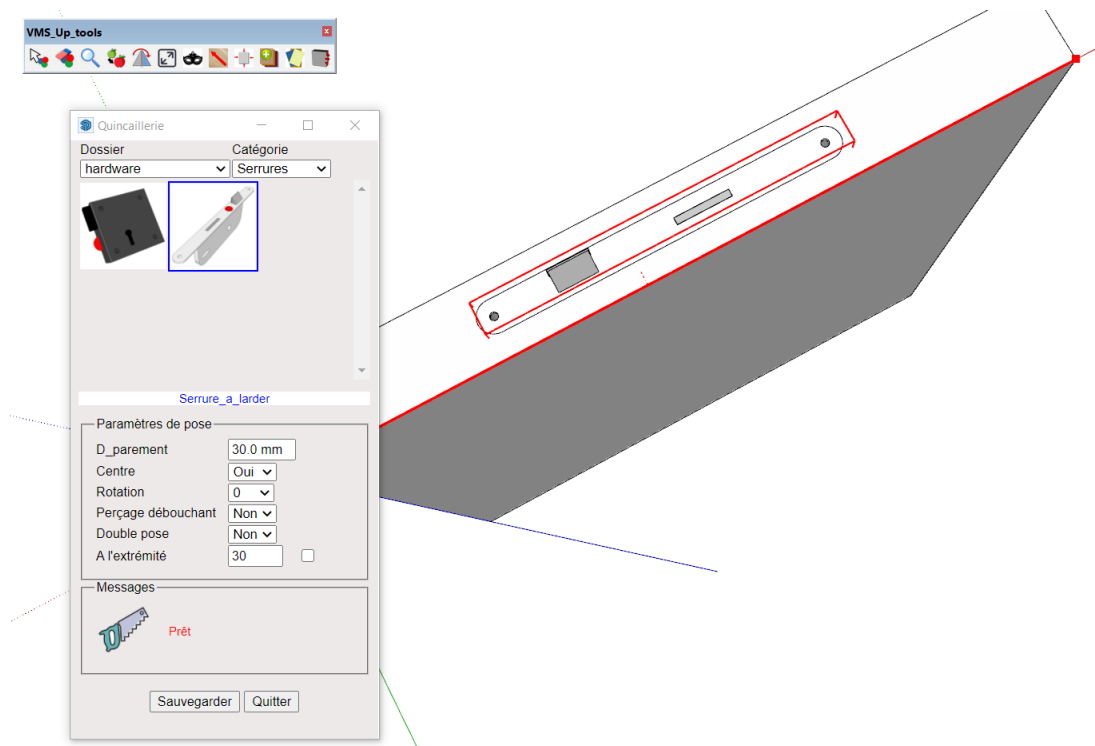 VMS_Up_tools
Quincaillerie
Dossier Catégorie
hardware Serrures
Serrure_a_larder
Paramètres de pose
D_parement 30.0 mm
Centre Oui
Rotation 0
Perçage débouchant Non
Double pose Non
A l'extrémité 30
Messages
Prêt
Sauvegarder Quitter